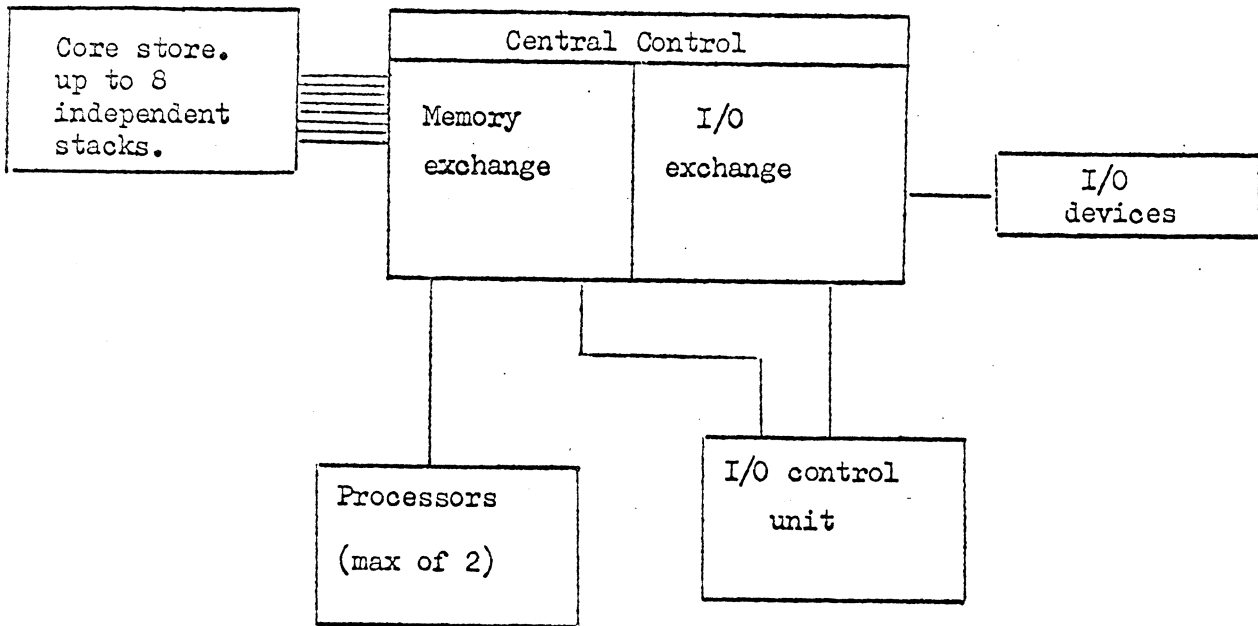 Core store.
up to 8
independent
stacks.
Central Control
Memory
exchange
I/O
exchange
I/O
devices
Processors
(max of 2)
I/O control
unit